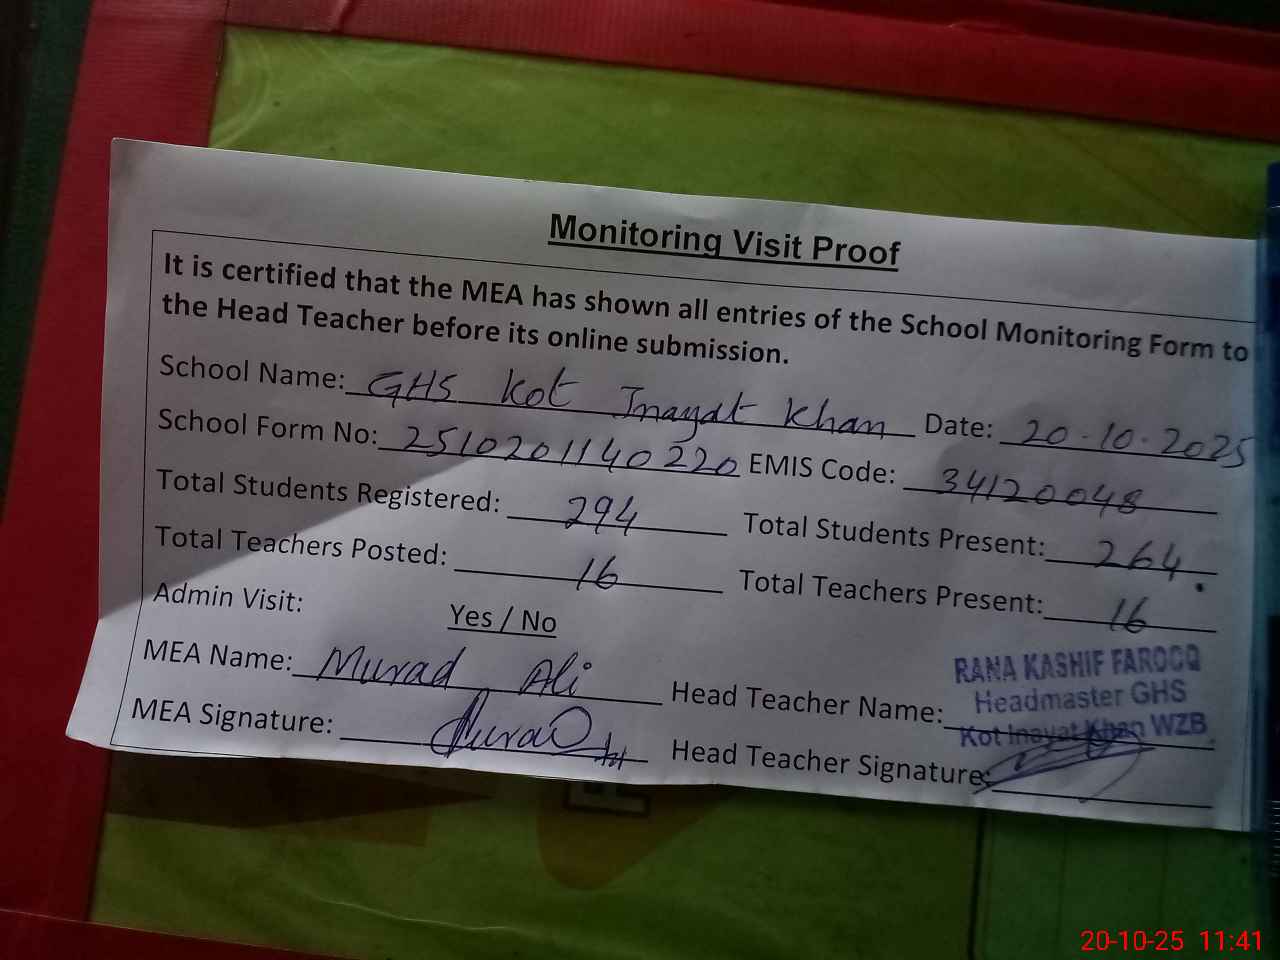 Monitoring Visit Proof
It is certified that the MEA has shown all entries of the School Monitoring Form to
the Head Teacher before its online submission.
School Name: GHS Kot Inayat Khan Date: 20.10.2025
School Form No: 2510201140220 EMIS Code: 34120048
Total Students Registered: 294 Total Students Present: 264.
Total Teachers Posted: 16 Total Teachers Present: 16
Admin Visit: Yes / No
MEA Name: Murad Ali Head Teacher Name: RANA KASHIF FAROOQ
Headmaster GHS
Kot Inayat Khan WZB
MEA Signature: Murad Head Teacher Signature:
20-10-25 11:41